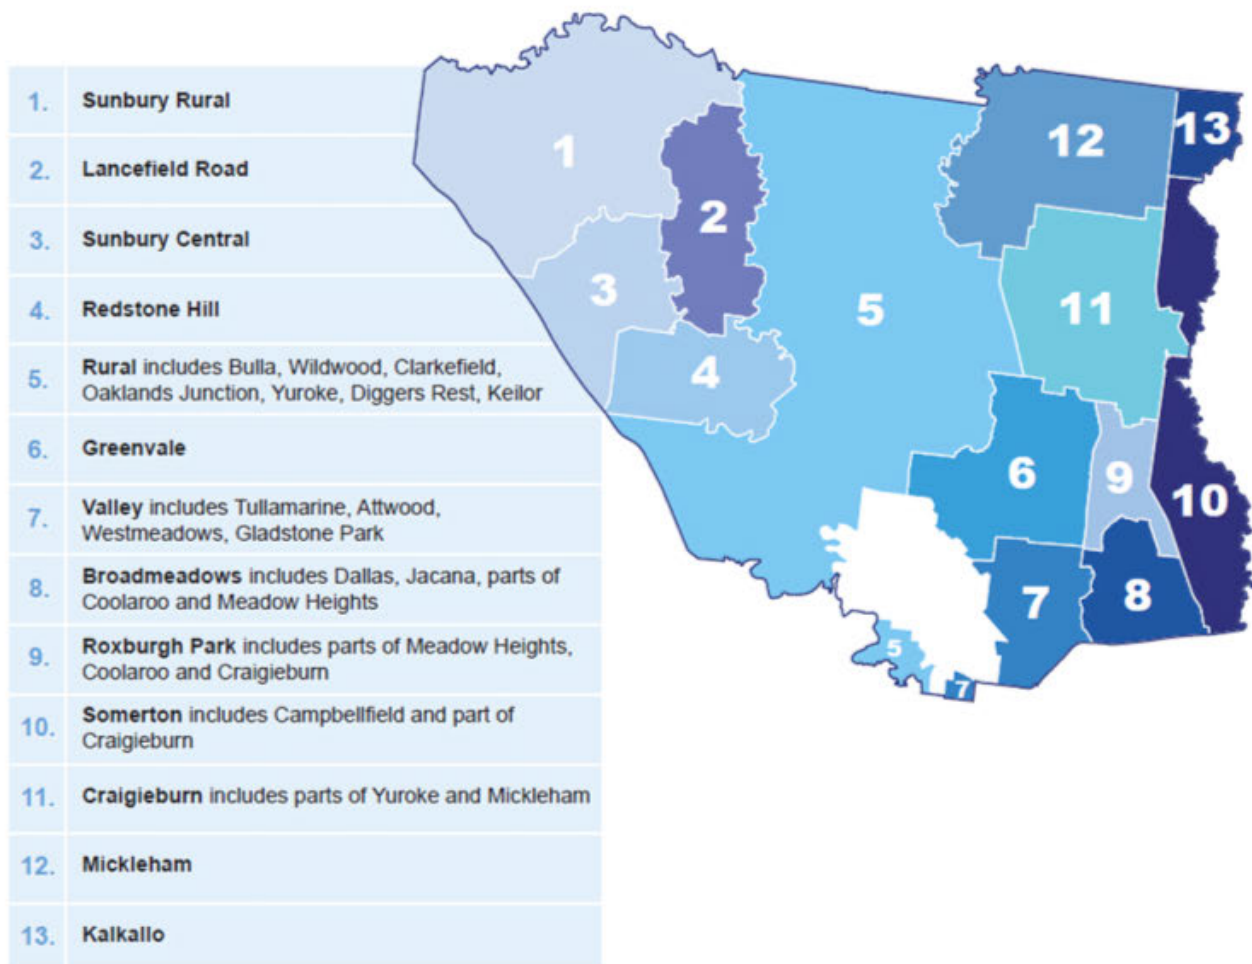 1. Sunbury Rural
2. Lancefield Road
3. Sunbury Central
4. Redstone Hill
5. Rural includes Bulla, Wildwood, Clarkefield,
Oaklands Junction, Yuroke, Diggers Rest, Keilor
6. Greenvale
7. Valley includes Tullamarine, Attwood,
Westmeadows, Gladstone Park
8. Broadmeadows includes Dallas, Jacana, parts of
Coolaroo and Meadow Heights
9. Roxburgh Park includes parts of Meadow Heights,
Coolaroo and Craigieburn
10. Somerton includes Campbellfield and part of
Craigieburn
11. Craigieburn includes parts of Yuroke and Mickleham
12. Mickleham
13. Kalkallo
1
2
3
4
5
12
13
11
6
9
10
7
8
5
7